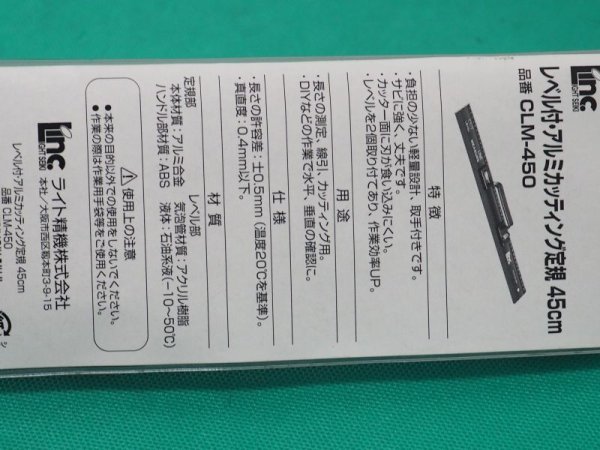 linc.
LIGHT SEIKI
レベル付・アルミカッティング定規 45cm
品番 CLM-450
特徴
・負担の少ない軽量設計、取手付きです。
・サビに強く、丈夫です。
・カッター面に刃が食い込みにくい。
・レベルを2個取り付けてあり、作業効率UP。
用途
・長さの測定、線引、カッティング用。
・DIYなどの作業で水平、垂直の確認に。
仕様
・長さの許容差：±0.5mm（温度20℃を基準）。
・真直度：0.4mm以下。
材質
定規部
本体材質：アルミ合金
ハンドル部材質：ABS
レベル部
気泡管材質：アクリル樹脂
液体：石油系液（-10〜50℃）
使用上の注意
●本来の目的以外での使用をしないでください。
●作業の際は作業用手袋等をご使用ください。
linc.
LIGHT SEIKI
ライト精機株式会社
本社／大阪市西区靱本町3-9-15
レベル付・アルミカッティング定規 45cm
品番 CLM-450